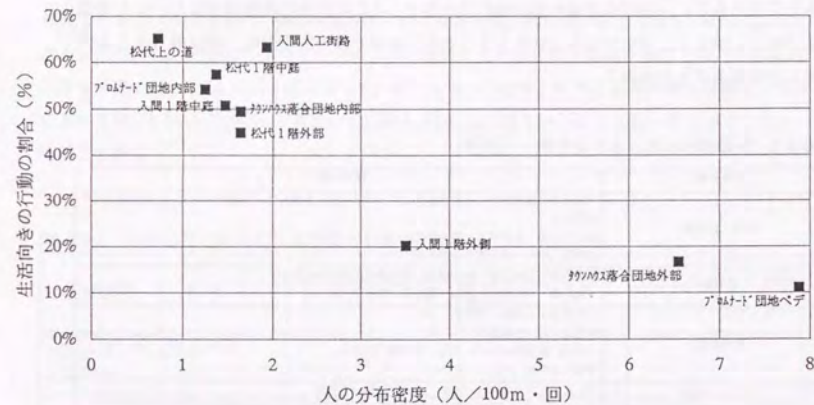 生活向きの行動の割合（%）
70%
60%
50%
40%
30%
20%
10%
0%
松代上の道
入間人工街路
松代1階中庭
ﾌﾟﾛﾑﾅｰﾄﾞ団地内部
入間1階中庭
ﾀｳﾝﾊｳｽ落合団地内部
松代1階外部
入間1階外側
ﾀｳﾝﾊｳｽ落合団地外部
ﾌﾟﾛﾑﾅｰﾄﾞ団地ペデ
0 1 2 3 4 5 6 7 8
人の分布密度（人／100m・回）